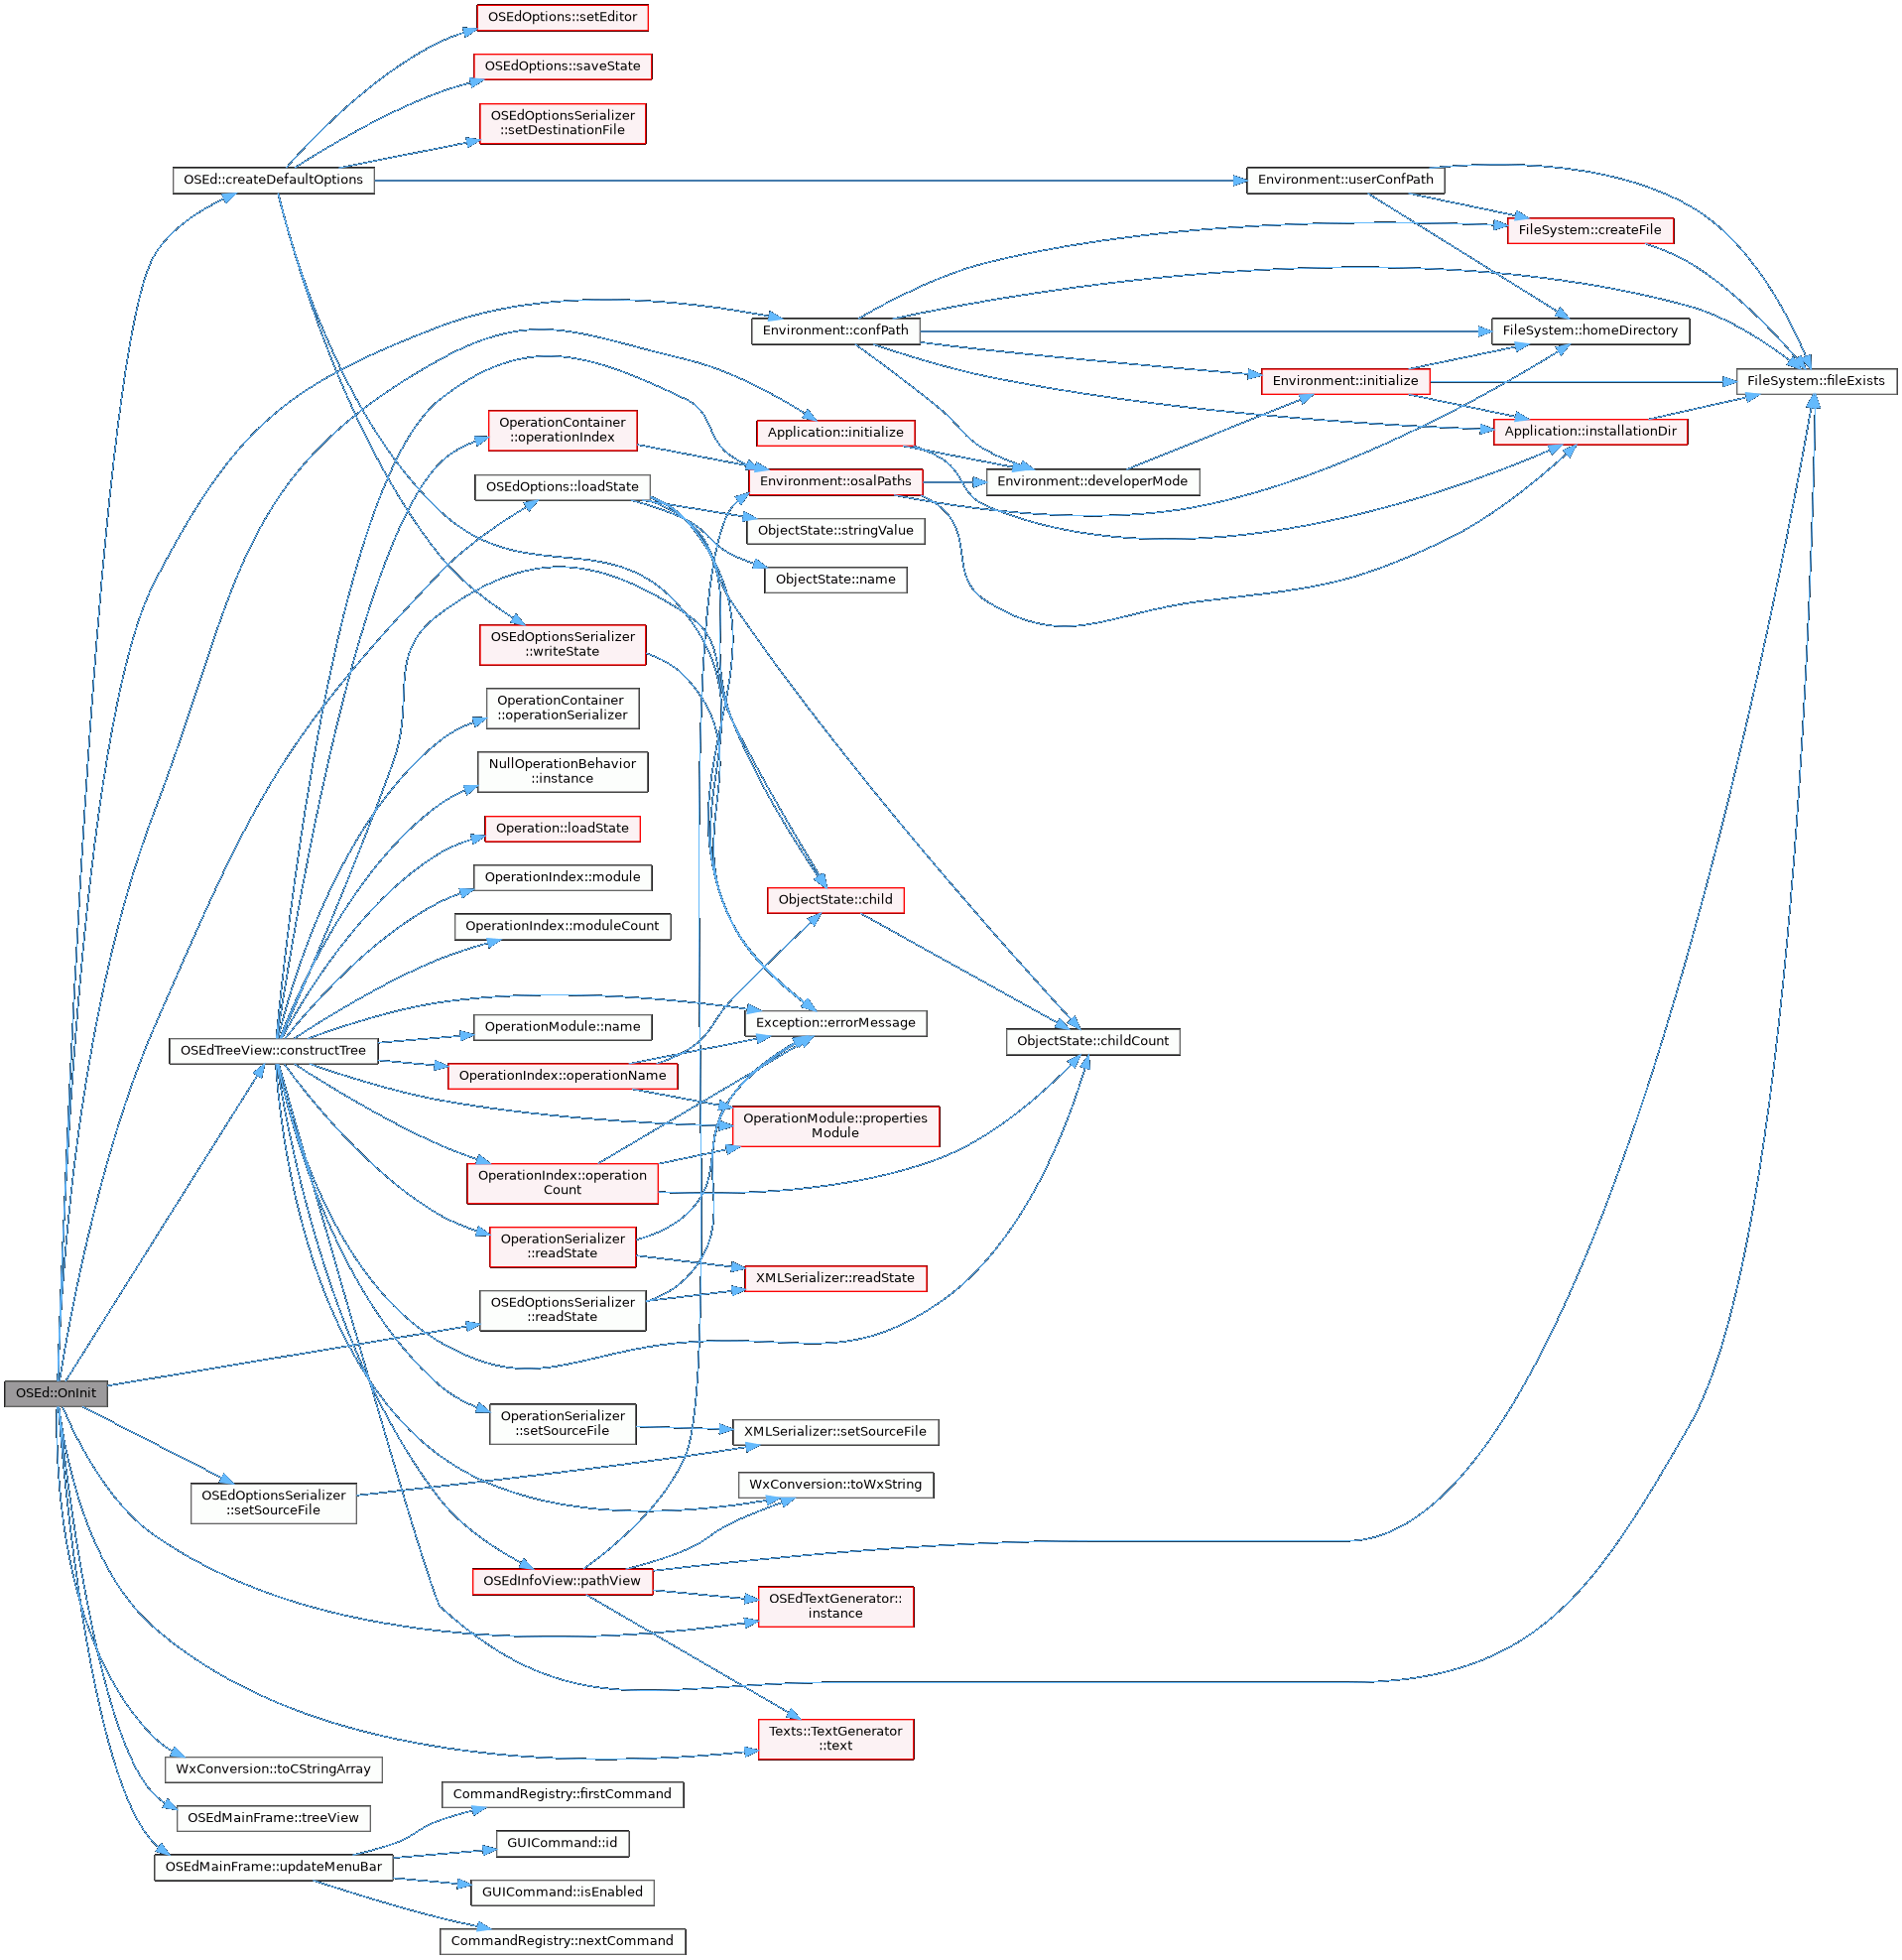 OSEdOptions::setEditor
OSEdOptions::saveState
OSEdOptionsSerializer
::setDestinationFile
OSEd::createDefaultOptions
Environment::userConfPath
FileSystem::createFile
Environment::confPath
FileSystem::homeDirectory
Environment::initialize
FileSystem::fileExists
OperationContainer
::operationIndex
Application::initialize
Application::installationDir
OSEdOptions::loadState
Environment::osalPaths
Environment::developerMode
ObjectState::stringValue
ObjectState::name
OSEdOptionsSerializer
::writeState
OperationContainer
::operationSerializer
NullOperationBehavior
::instance
Operation::loadState
OperationIndex::module
ObjectState::child
OperationIndex::moduleCount
OperationModule::name
Exception::errorMessage
ObjectState::childCount
OSEdTreeView::constructTree
OperationIndex::operationName
OperationModule::properties
Module
OperationIndex::operation
Count
OperationSerializer
::readState
XMLSerializer::readState
OSEdOptionsSerializer
::readState
OSEd::OnInit
OperationSerializer
::setSourceFile
XMLSerializer::setSourceFile
WxConversion::toWxString
OSEdOptionsSerializer
::setSourceFile
OSEdInfoView::pathView
OSEdTextGenerator::
instance
Texts::TextGenerator
::text
WxConversion::toCStringArray
CommandRegistry::firstCommand
OSEdMainFrame::treeView
GUICommand::id
OSEdMainFrame::updateMenuBar
GUICommand::isEnabled
CommandRegistry::nextCommand